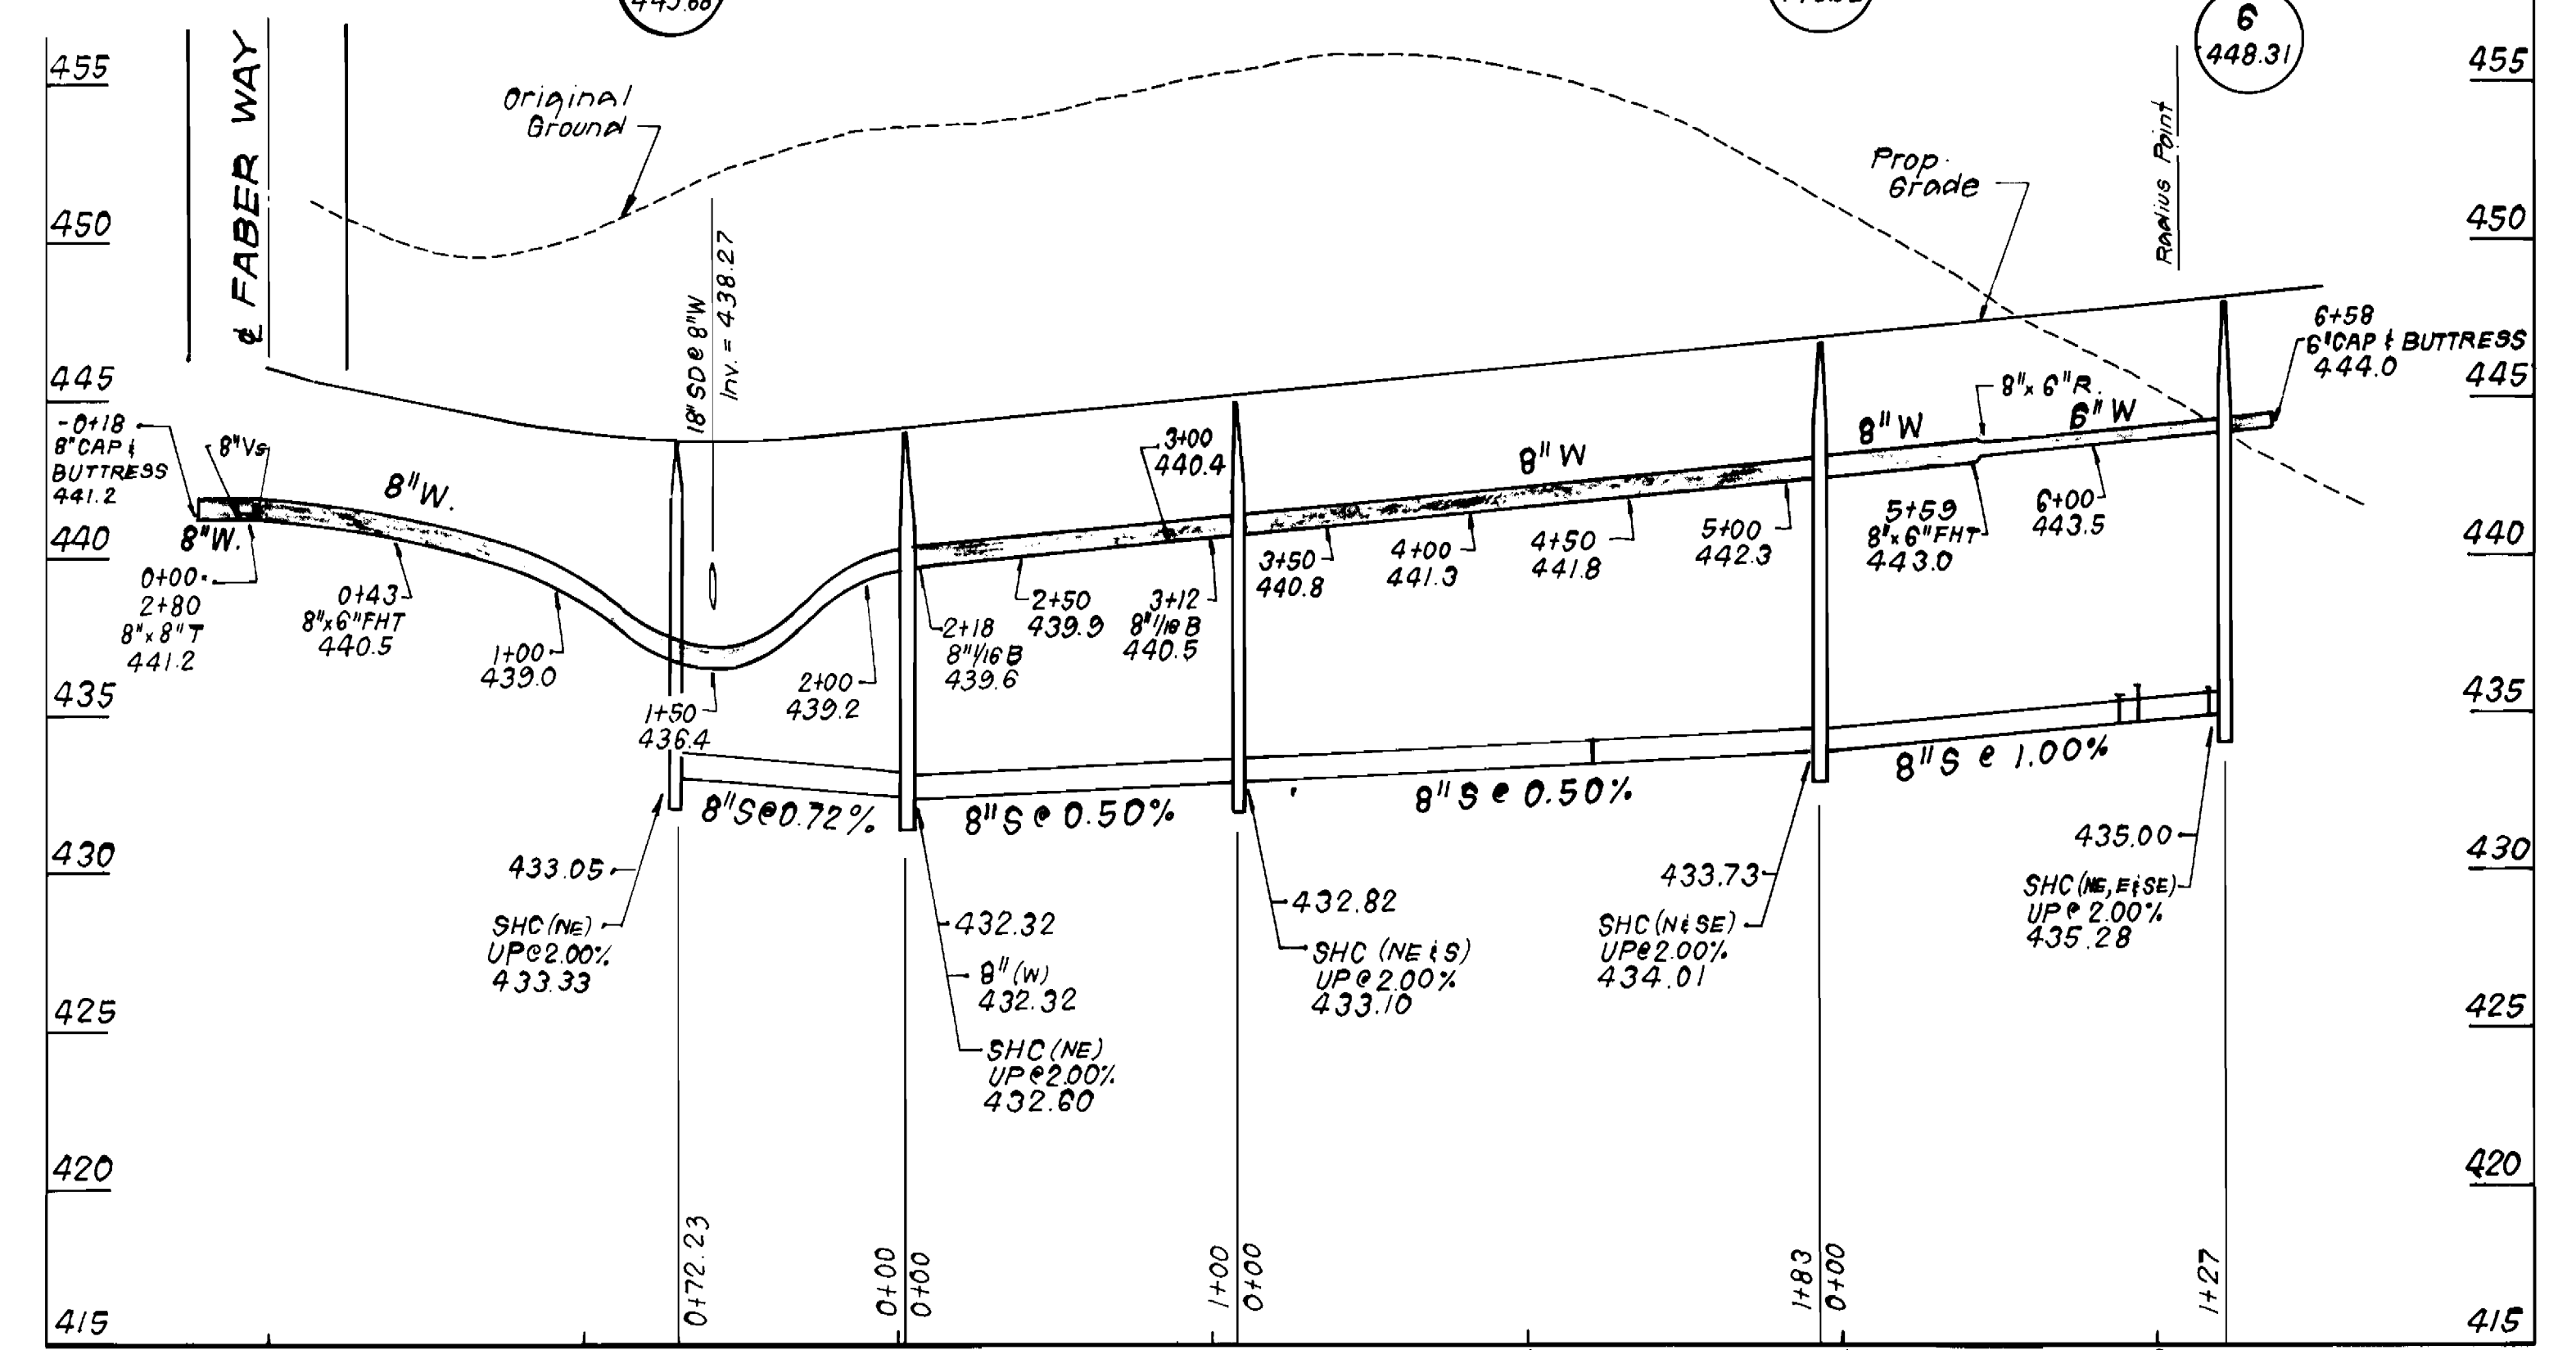 445.68
6
448.31
455
455
Original
Ground
℄ FABER WAY
Prop.
Grade
Radius Point
450
450
18" SD @ 8"W
Inv. = 438.27
445
445
6+58
6" CAP & BUTTRESS
444.0
-0+18
8" CAP &
BUTTRESS
441.2
8"Vs
8"W.
8"W.
3+00
440.4
8"W
8"W
8"x 6"R.
6"W
440
440
0+00
2+80
8"x 8"T
441.2
0+43
8"x6"FHT
440.5
1+00
439.0
1+50
436.4
2+00
439.2
2+18
8" 1/16 B
439.6
2+50
439.9
3+12
8" 1/16 B
440.5
3+50
440.8
4+00
441.3
4+50
441.8
5+00
442.3
5+59
8"x6"FHT
443.0
6+00
443.5
435
435
8"S@0.72%
8"S @ 0.50%
8"S @ 0.50%
8"S @ 1.00%
430
430
433.05
SHC (NE)
UP@2.00%
433.33
432.32
8" (W)
432.32
SHC (NE)
UP@2.00%
432.60
432.82
SHC (NE & S)
UP@2.00%
433.10
433.73
SHC (N & SE)
UP@2.00%
434.01
435.00
SHC (NE, E & SE)
UP@ 2.00%
435.28
425
425
420
420
0+72.23
0+00
0+00
1+00
0+00
1+83
0+00
1+27
415
415